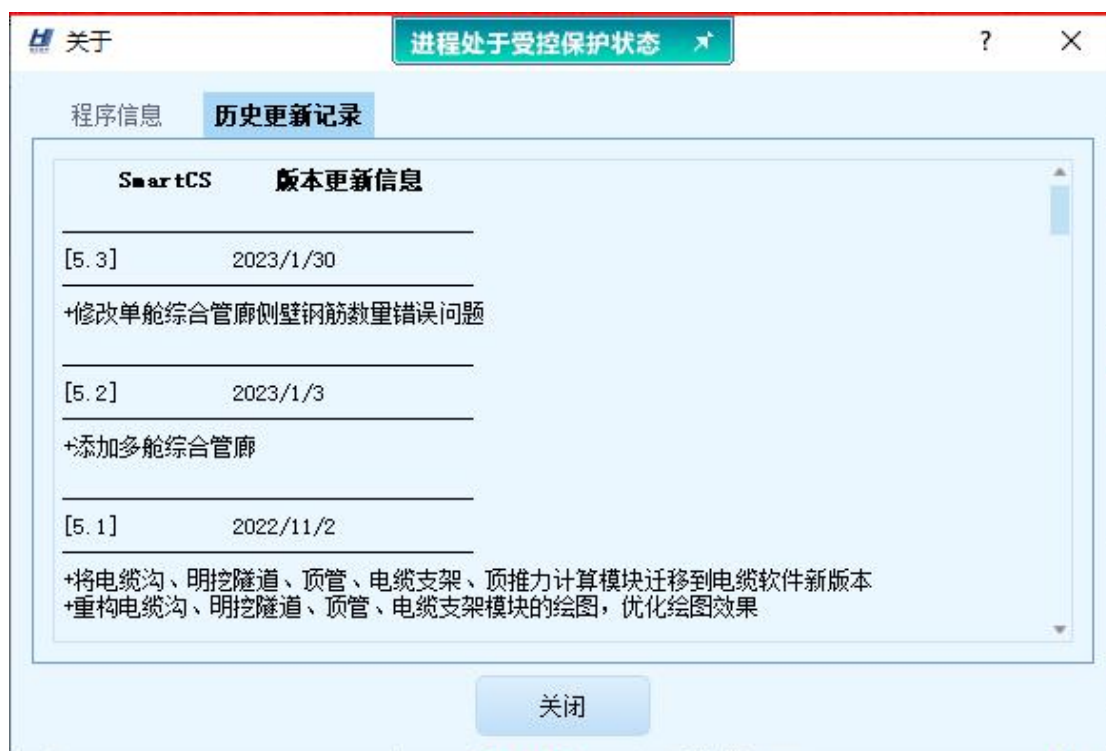 关于
进程处于受控保护状态
?
程序信息 历史更新记录
SmartCS 版本更新信息
[5.3] 2023/1/30
+修改单舱综合管廊侧壁钢筋数量错误问题
[5.2] 2023/1/3
+添加多舱综合管廊
[5.1] 2022/11/2
+将电缆沟、明挖隧道、顶管、电缆支架、顶推力计算模块迁移到电缆软件新版本
+重构电缆沟、明挖隧道、顶管、电缆支架模块的绘图，优化绘图效果
关闭